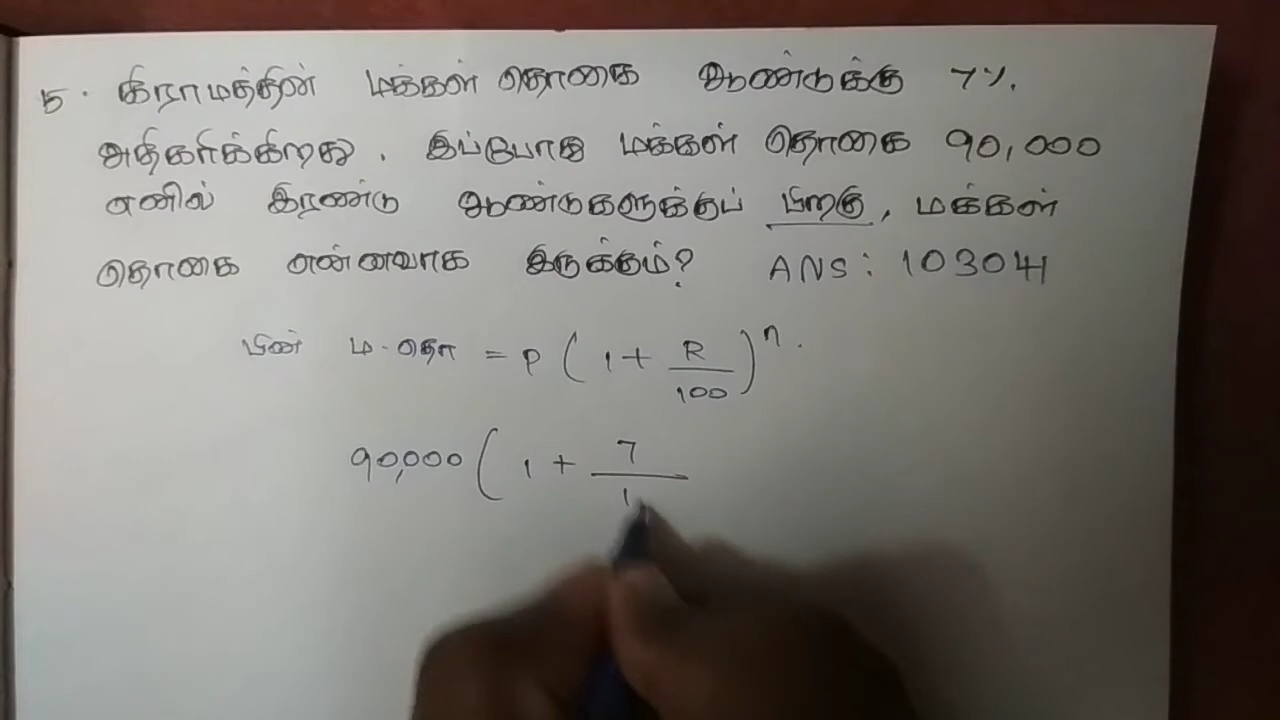 5. கிராமத்தின் மக்கள் தொகை ஆண்டுக்கு 7%.
அதிகரிக்கிறது. இப்போது மக்கள் தொகை 90,000
எனில் இரண்டு ஆண்டுகளுக்குப் பிறகு, மக்கள்
தொகை என்னவாக இருக்கும்? ANS: 103041
பின் ம.தொ = P ( 1 + R/100 )^n.
90,000 ( 1 + 7/1